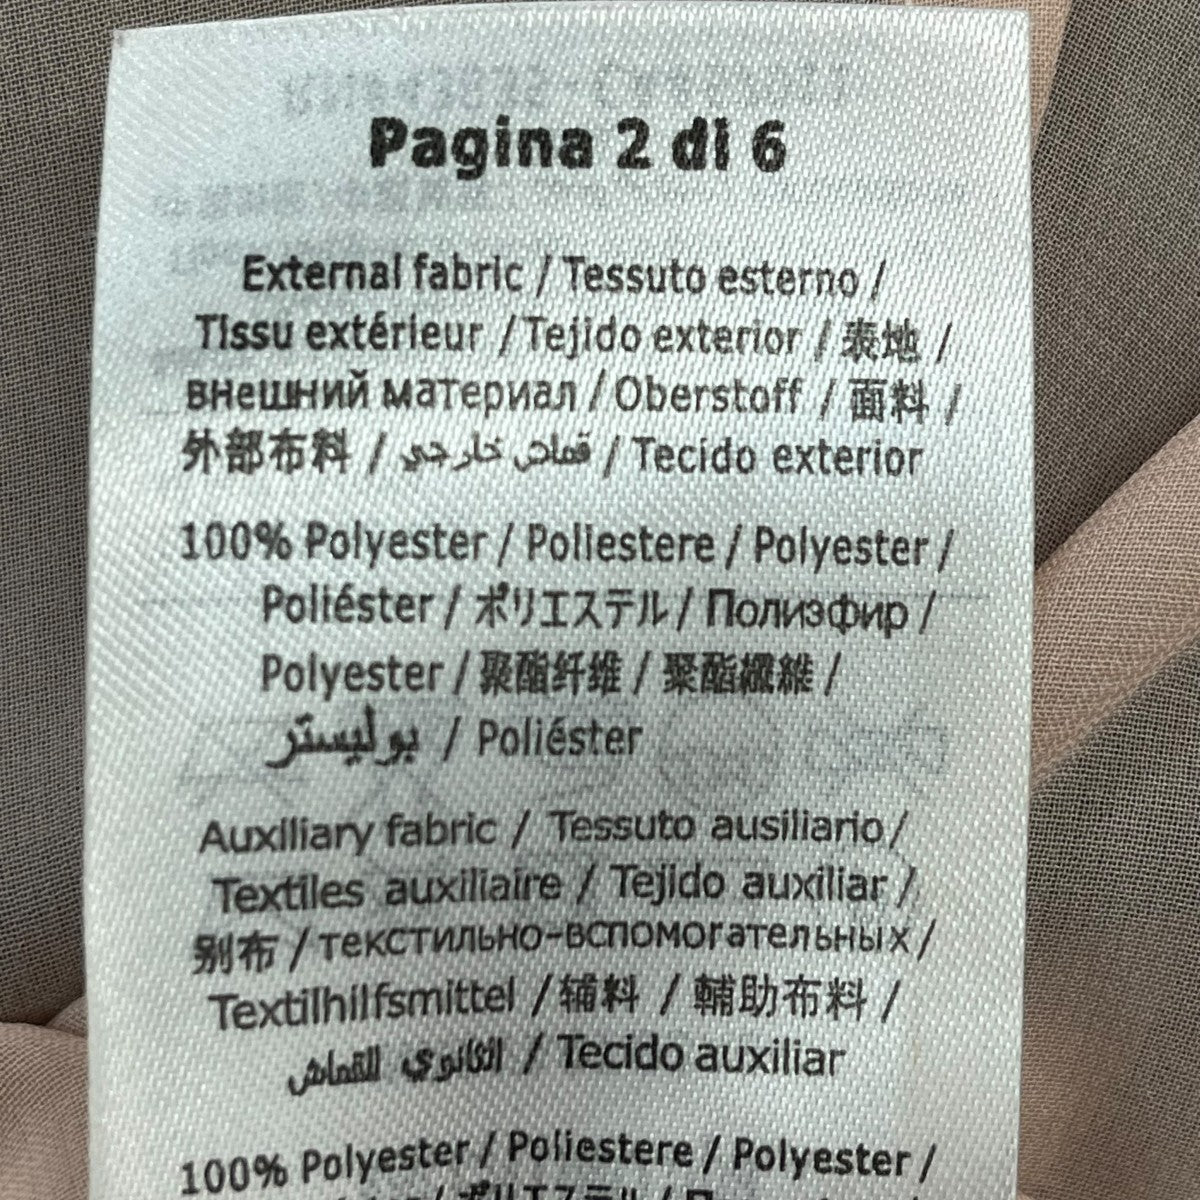 Pagina 2 di 6
External fabric / Tessuto esterno /
Tissu extérieur / Tejido exterior / 表地 /
внешний материал / Oberstoff / 面料 /
外部布料 / قماش خارجي / Tecido exterior
100% Polyester / Poliestere / Polyester /
Poliéster / ポリエステル / Полиэфир /
Polyester / 聚酯纤维 / 聚酯纖維 /
بوليستر / Poliéster
Auxiliary fabric / Tessuto ausiliario /
Textiles auxiliaire / Tejido auxiliar /
別布 / текстильно-вспомогательных /
Textilhilfsmittel / 辅料 / 輔助布料 /
الثانوي للقماش / Tecido auxiliar
100% Polyester / Poliestere / Polyester /